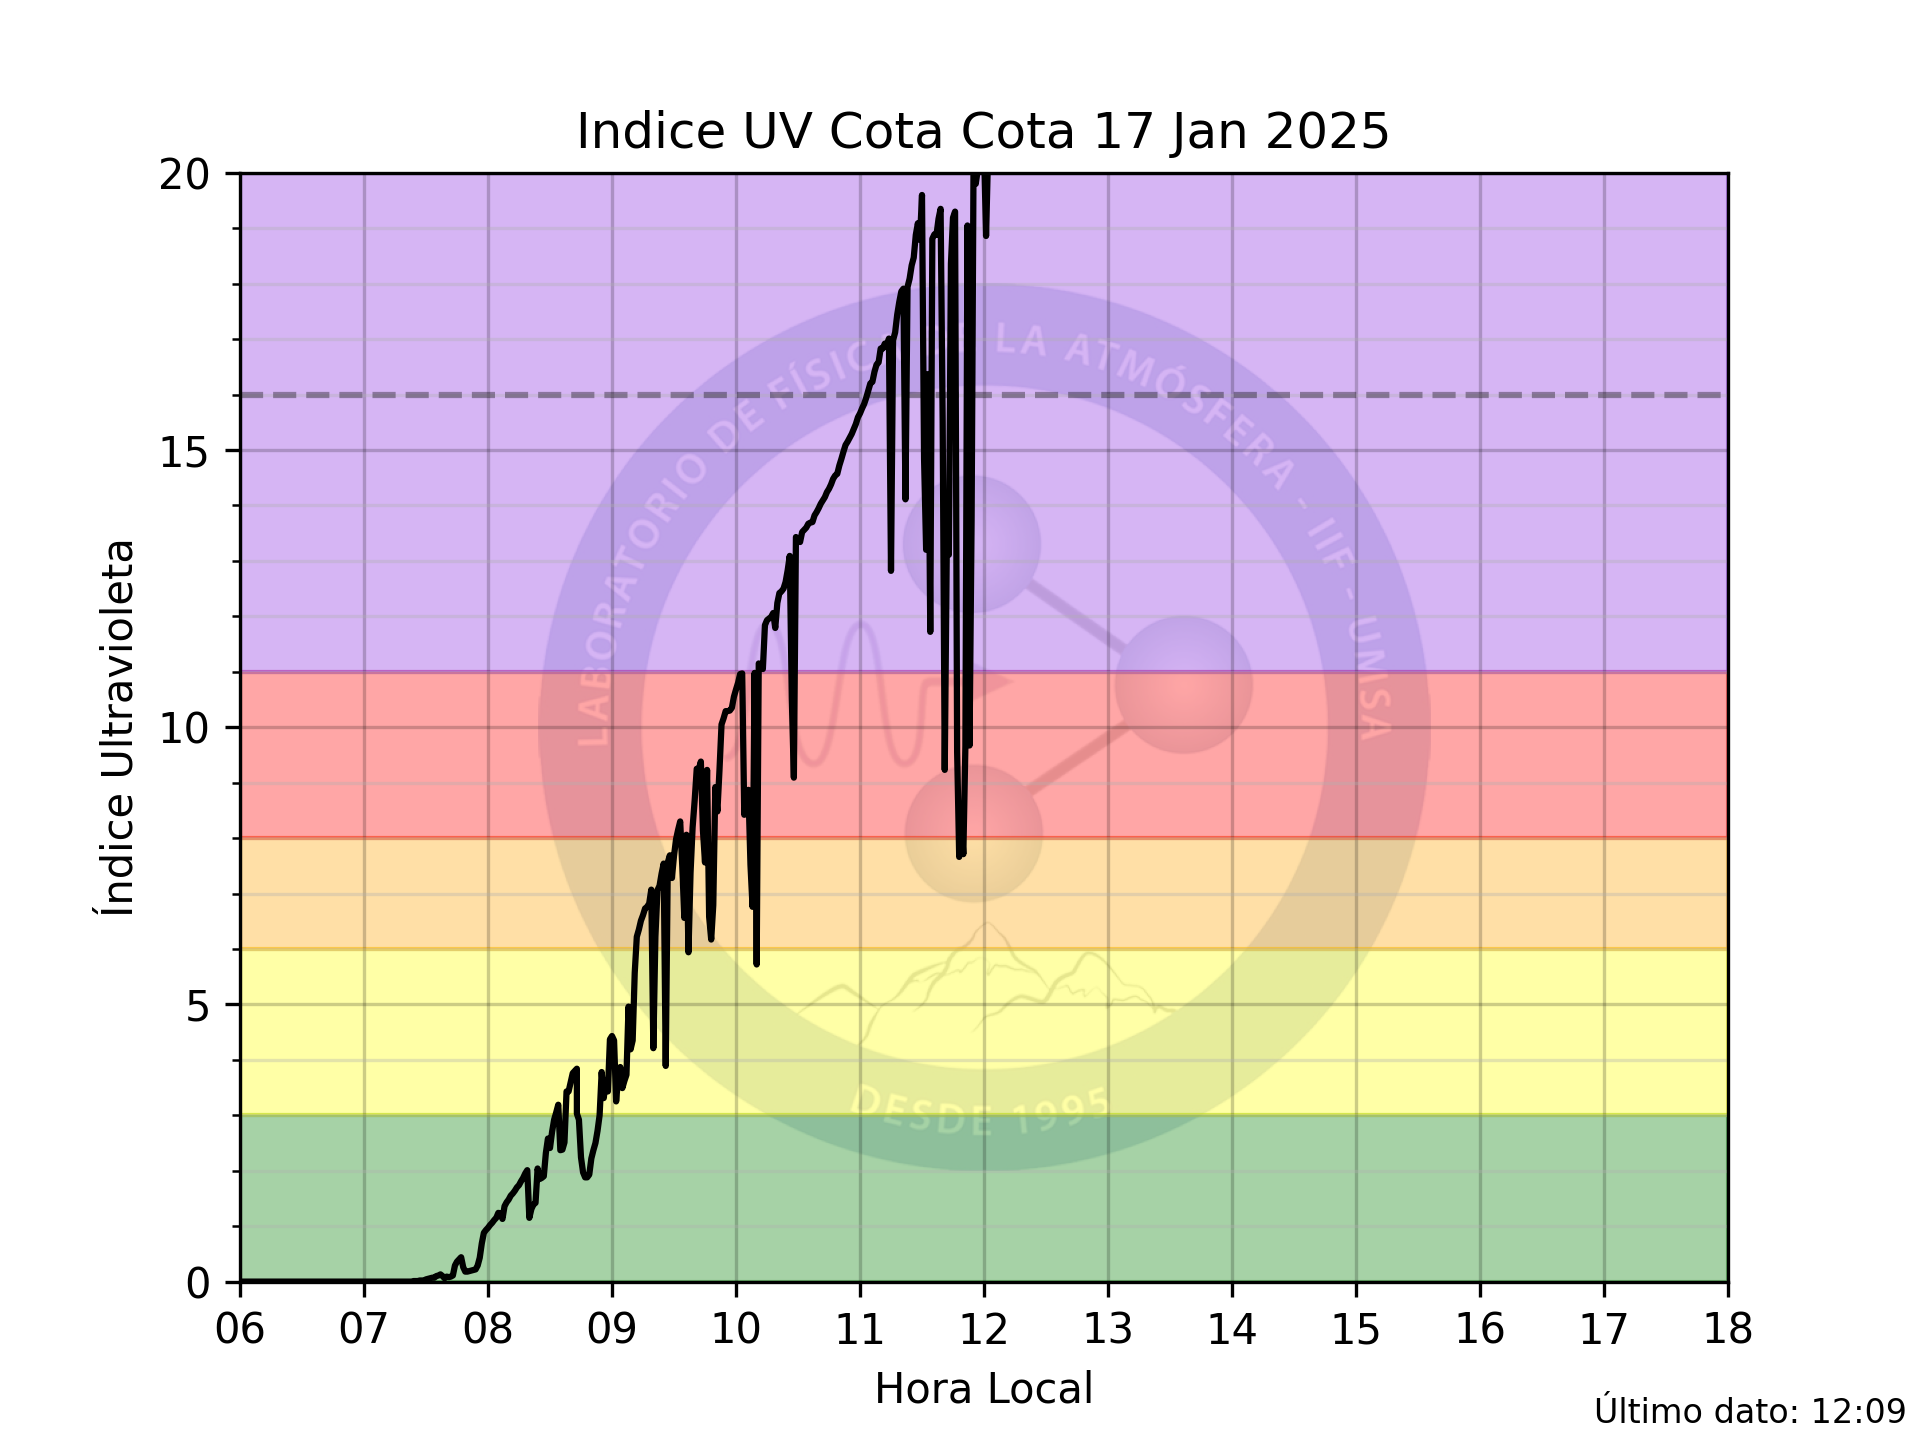 Indice UV Cota Cota 17 Jan 2025
20
15
10
5
0
Índice Ultravioleta
LABORATORIO DE FÍSIC LA ATMÓSFERA - IIF - UMSA
DESDE 1995
06 07 08 09 10 11 12 13 14 15 16 17 18
Hora Local
Último dato: 12:09